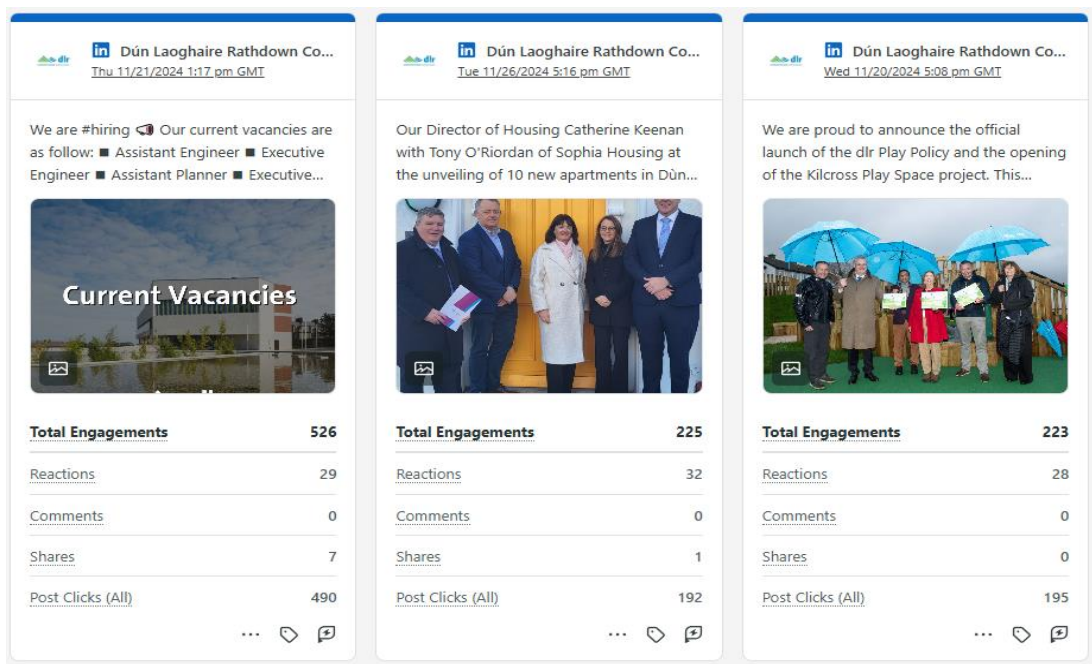 dlr
in Dún Laoghaire Rathdown Co...
Thu 11/21/2024 1:17 pm GMT
We are #hiring 📢 Our current vacancies are
as follow: ■ Assistant Engineer ■ Executive
Engineer ■ Assistant Planner ■ Executive...
Current Vacancies
Total Engagements 526
Reactions 29
Comments 0
Shares 7
Post Clicks (All) 490
dlr
in Dún Laoghaire Rathdown Co...
Tue 11/26/2024 5:16 pm GMT
Our Director of Housing Catherine Keenan
with Tony O'Riordan of Sophia Housing at
the unveiling of 10 new apartments in Dùn...
Total Engagements 225
Reactions 32
Comments 0
Shares 1
Post Clicks (All) 192
dlr
in Dún Laoghaire Rathdown Co...
Wed 11/20/2024 5:08 pm GMT
We are proud to announce the official
launch of the dlr Play Policy and the opening
of the Kilcross Play Space project. This...
Total Engagements 223
Reactions 28
Comments 0
Shares 0
Post Clicks (All) 195